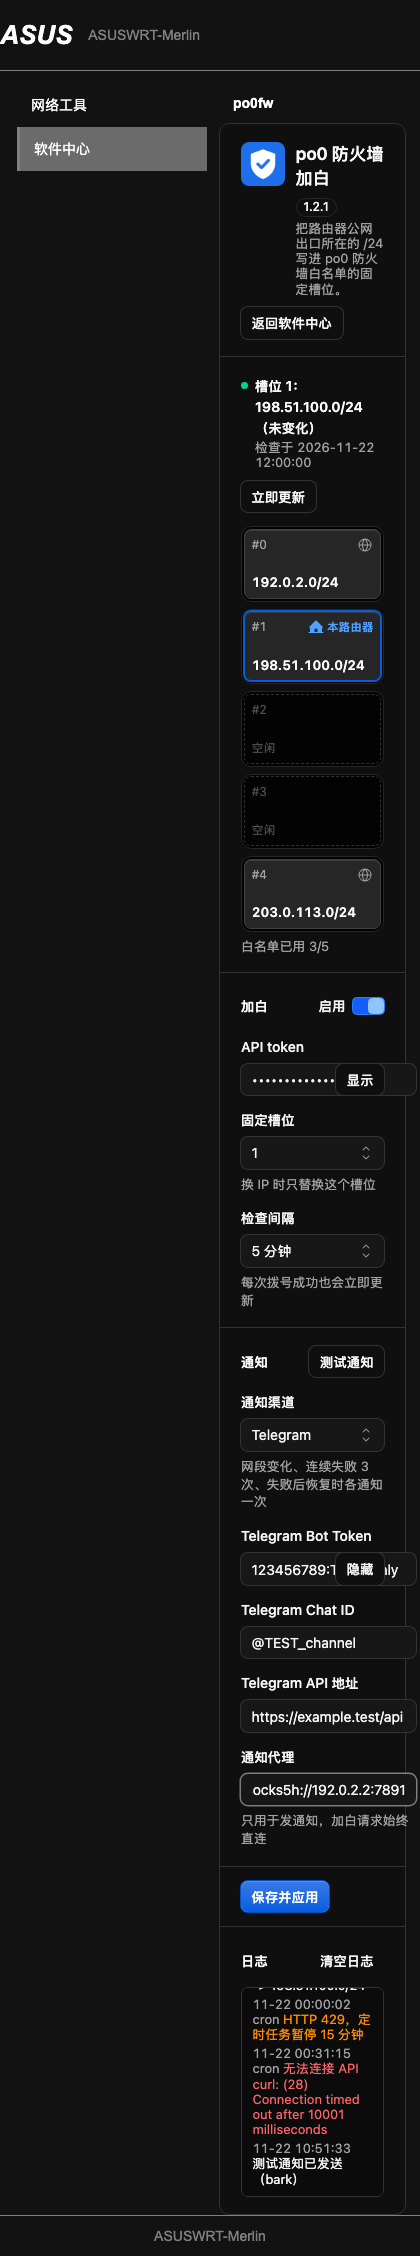 ASUS ASUSWRT-Merlin
网络工具
软件中心
po0fw
po0 防火墙
加白
1.2.1
把路由器公网
出口所在的 /24
写进 po0 防火
墙白名单的固
定槽位。
返回软件中心
槽位 1:
198.51.100.0/24
（未变化）
检查于 2026-11-22
12:00:00
立即更新
#0
192.0.2.0/24
#1 本路由器
198.51.100.0/24
#2
空闲
#3
空闲
#4
203.0.113.0/24
白名单已用 3/5
加白 启用
API token
•••••••••••••• 显示
固定槽位
1
换 IP 时只替换这个槽位
检查间隔
5 分钟
每次拨号成功也会立即更
新
通知 测试通知
通知渠道
Telegram
网段变化、连续失败 3
次、失败后恢复时各通知
一次
Telegram Bot Token
123456789: 隐藏
Telegram Chat ID
@TEST_channel
Telegram API 地址
https://example.test/api
通知代理
ocks5h://192.0.2.2:7891
只用于发通知，加白请求始终
直连
保存并应用
日志 清空日志
11-22 00:00:02
cron HTTP 429，定
时任务暂停 15 分钟
11-22 00:31:15
cron 无法连接 API
curl: (28)
Connection timed
out after 10001
milliseconds
11-22 10:51:33
测试通知已发送
（bark）
ASUSWRT-Merlin